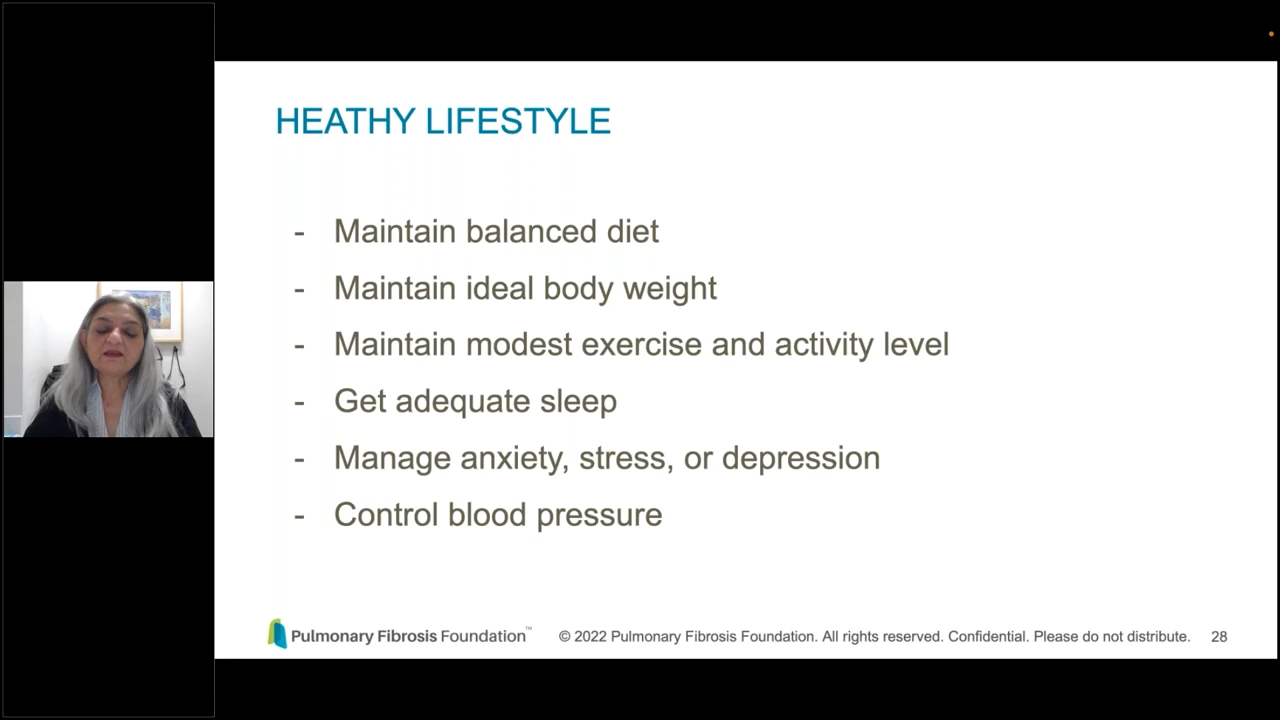 HEATHY LIFESTYLE
- Maintain balanced diet
- Maintain ideal body weight
- Maintain modest exercise and activity level
- Get adequate sleep
- Manage anxiety, stress, or depression
- Control blood pressure
Pulmonary Fibrosis Foundation™ © 2022 Pulmonary Fibrosis Foundation. All rights reserved. Confidential. Please do not distribute. 28